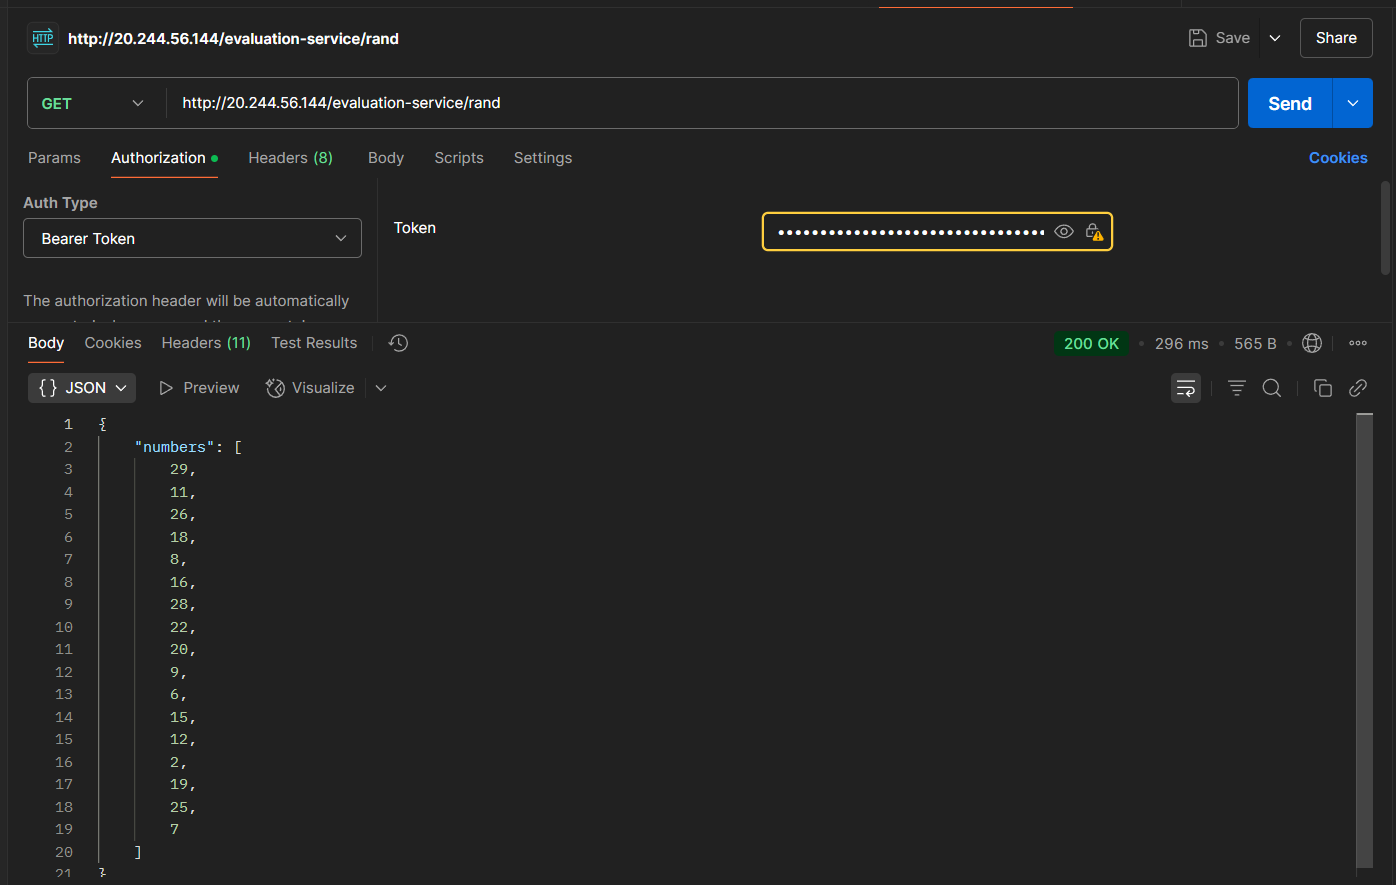 HTTP http://20.244.56.144/evaluation-service/rand Save Share
GET http://20.244.56.144/evaluation-service/rand Send
Params Authorization Headers (8) Body Scripts Settings Cookies
Auth Type
Bearer Token
Token
The authorization header will be automatically
Body Cookies Headers (11) Test Results 200 OK 296 ms 565 B
{} JSON Preview Visualize
1 {
2 "numbers": [
3 29,
4 11,
5 26,
6 18,
7 8,
8 16,
9 28,
10 22,
11 20,
12 9,
13 6,
14 15,
15 12,
16 2,
17 19,
18 25,
19 7
20 ]
21 }